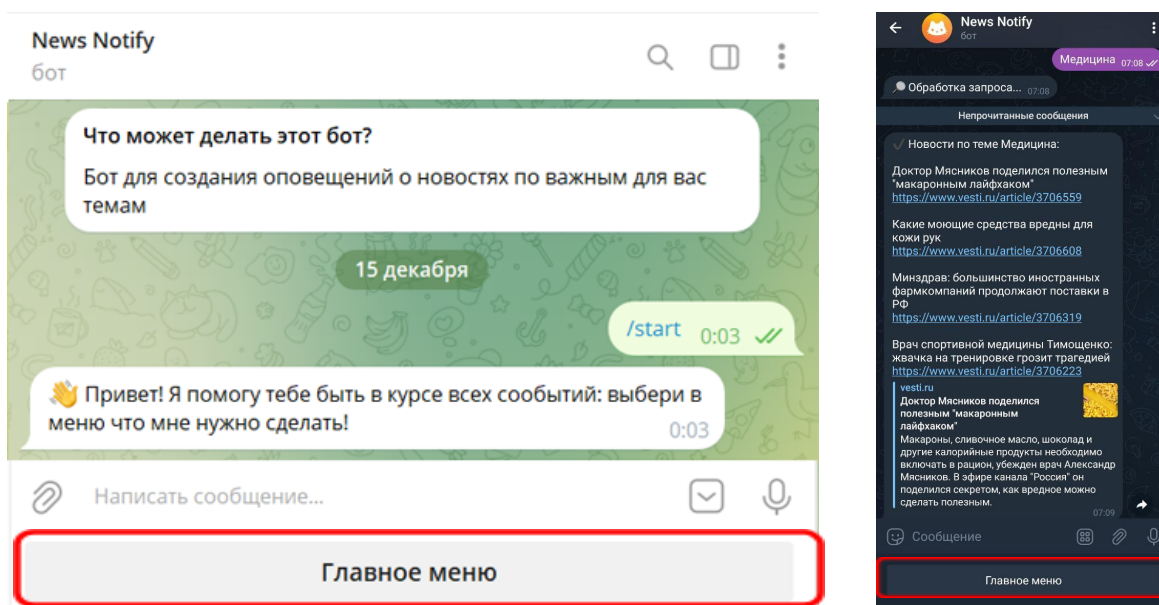 News Notify
бот
Что может делать этот бот?
Бот для создания оповещений о новостях по важным для вас
темам
15 декабря
/start 0:03
👋 Привет! Я помогу тебе быть в курсе всех сообытий: выбери в
меню что мне нужно сделать!
0:03
Написать сообщение...
Главное меню
News Notify
бот
Медицина 07:08
Обработка запроса... 07:08
Непрочитанные сообщения
Новости по теме Медицина:
Доктор Мясников поделился полезным
"макаронным лайфхаком"
https://www.vesti.ru/article/3706559
Какие моющие средства вредны для
кожи рук
https://www.vesti.ru/article/3706608
Минздрав: большинство иностранных
фармкомпаний продолжают поставки в
РФ
https://www.vesti.ru/article/3706319
Врач спортивной медицины Тимощенко:
жвачка на тренировке грозит трагедией
https://www.vesti.ru/article/3706223
vesti.ru
Доктор Мясников поделился
полезным "макаронным
лайфхаком"
Макароны, сливочное масло, шоколад и
другие калорийные продукты необходимо
включать в рацион, убежден врач Александр
Мясников. В эфире канала "Россия" он
поделился секретом, как вредное можно
сделать полезным.
07:09
Сообщение
Главное меню